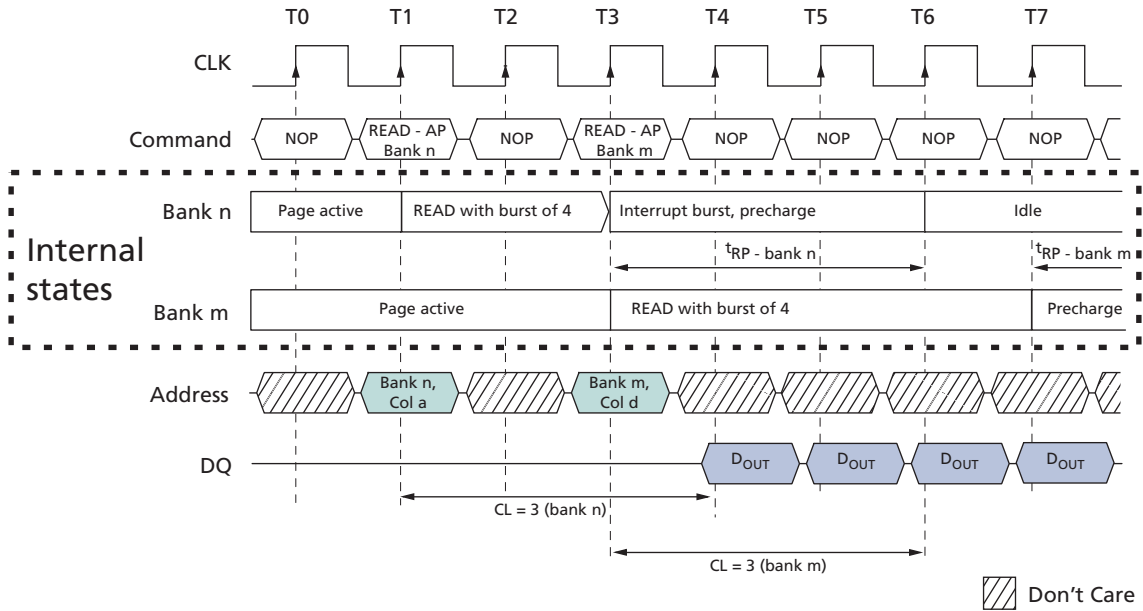 T0 T1 T2 T3 T4 T5 T6 T7
CLK
Command NOP READ - AP Bank n NOP READ - AP Bank m NOP NOP NOP NOP
Bank n Page active READ with burst of 4 Interrupt burst, precharge Idle
Internal states
tRP - bank n tRP - bank m
Bank m Page active READ with burst of 4 Precharge
Address Bank n, Col a Bank m, Col d
DQ DOUT DOUT DOUT DOUT
CL = 3 (bank n)
CL = 3 (bank m)
Don't Care